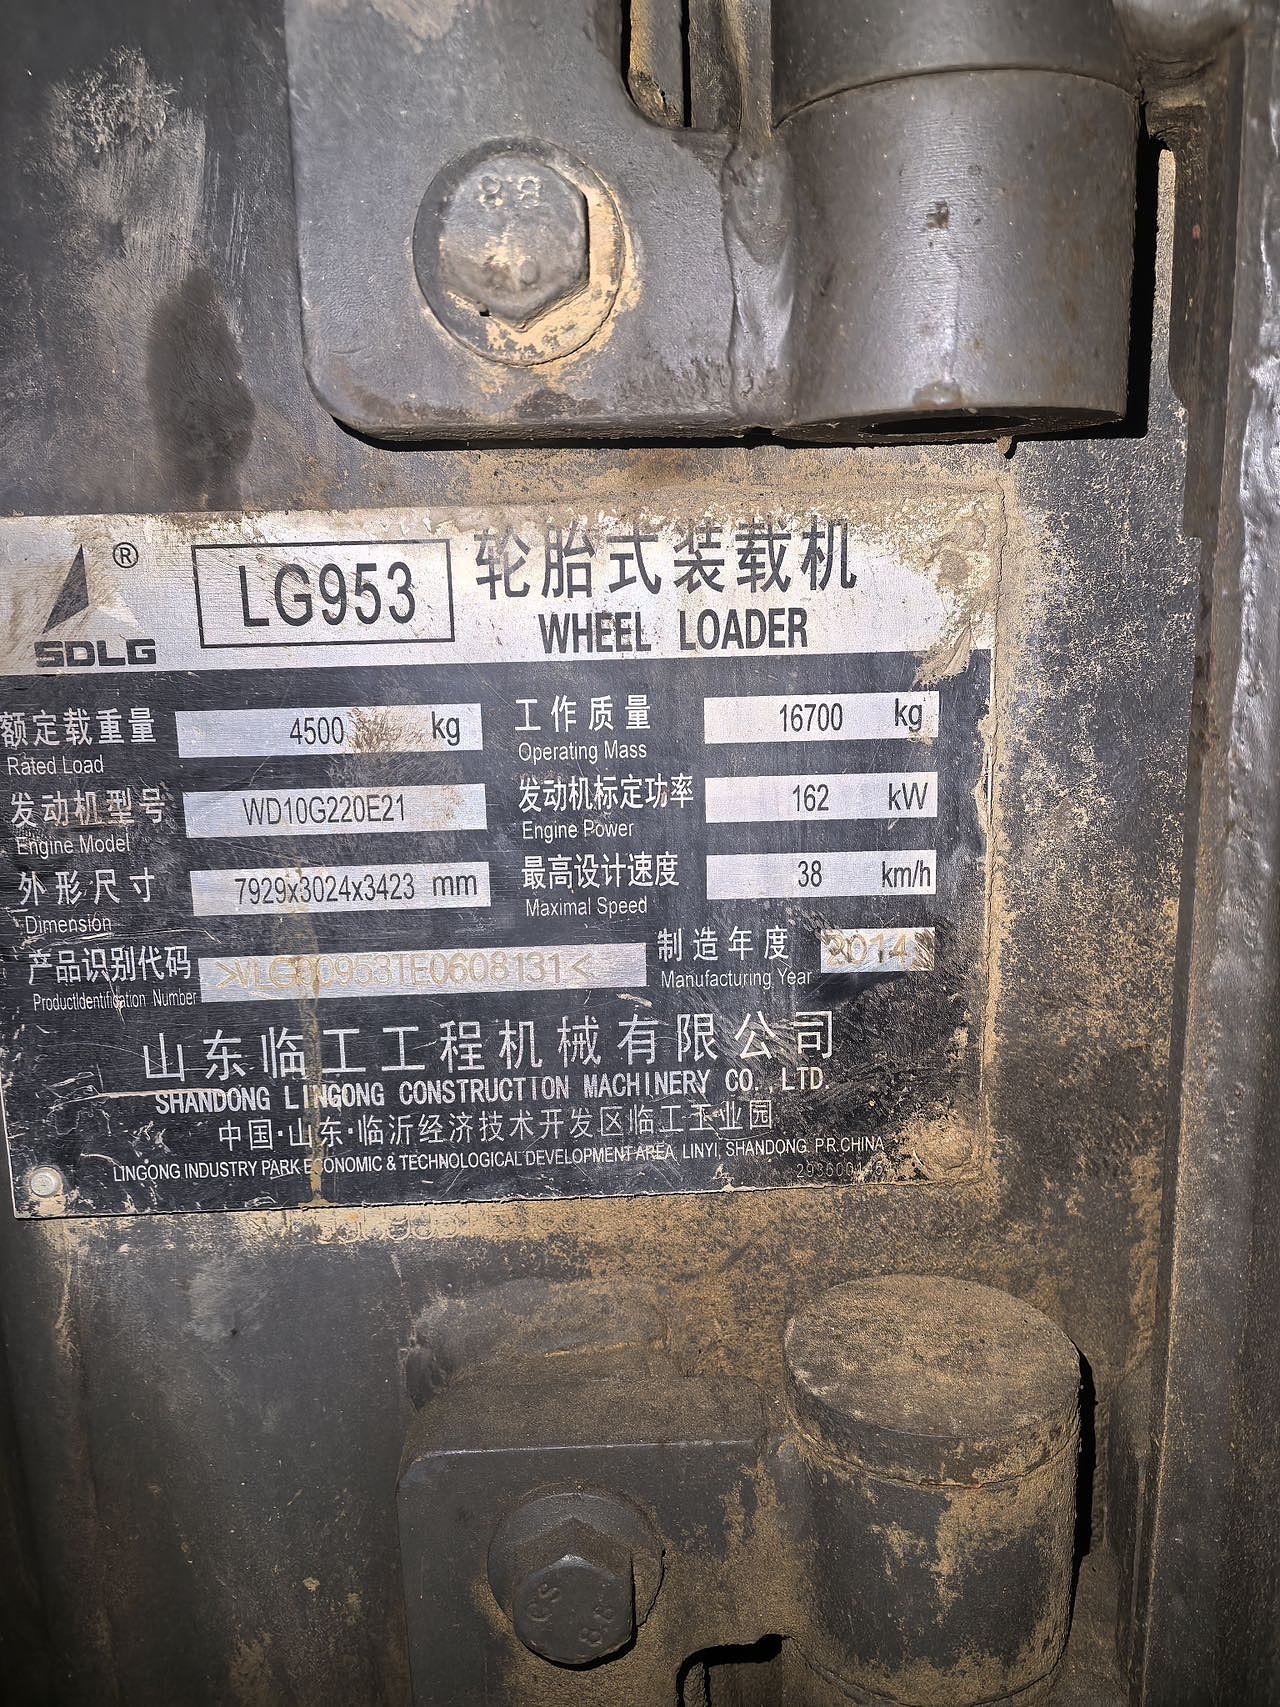 88
®
SDLG
LG953
轮胎式装载机
WHEEL LOADER
额定载重量 4500 kg 工作质量 16700 kg
Rated Load Operating Mass
发动机型号 WD10G220E21 发动机标定功率 162 kW
Engine Model Engine Power
外形尺寸 7929x3024x3423 mm 最高设计速度 38 km/h
Dimension Maximal Speed
产品识别代码 >VLG00953TE0608131< 制造年度 2014
ProductIdentification Number Manufacturing Year
山东临工工程机械有限公司
SHANDONG LINGONG CONSTRUCTION MACHINERY CO.,LTD.
中国·山东·临沂经济技术开发区临工工业园
LINGONG INDUSTRY PARK ECONOMIC & TECHNOLOGICAL DEVELOPMENT AREA, LINYI, SHANDONG. P.R.CHINA
8.8